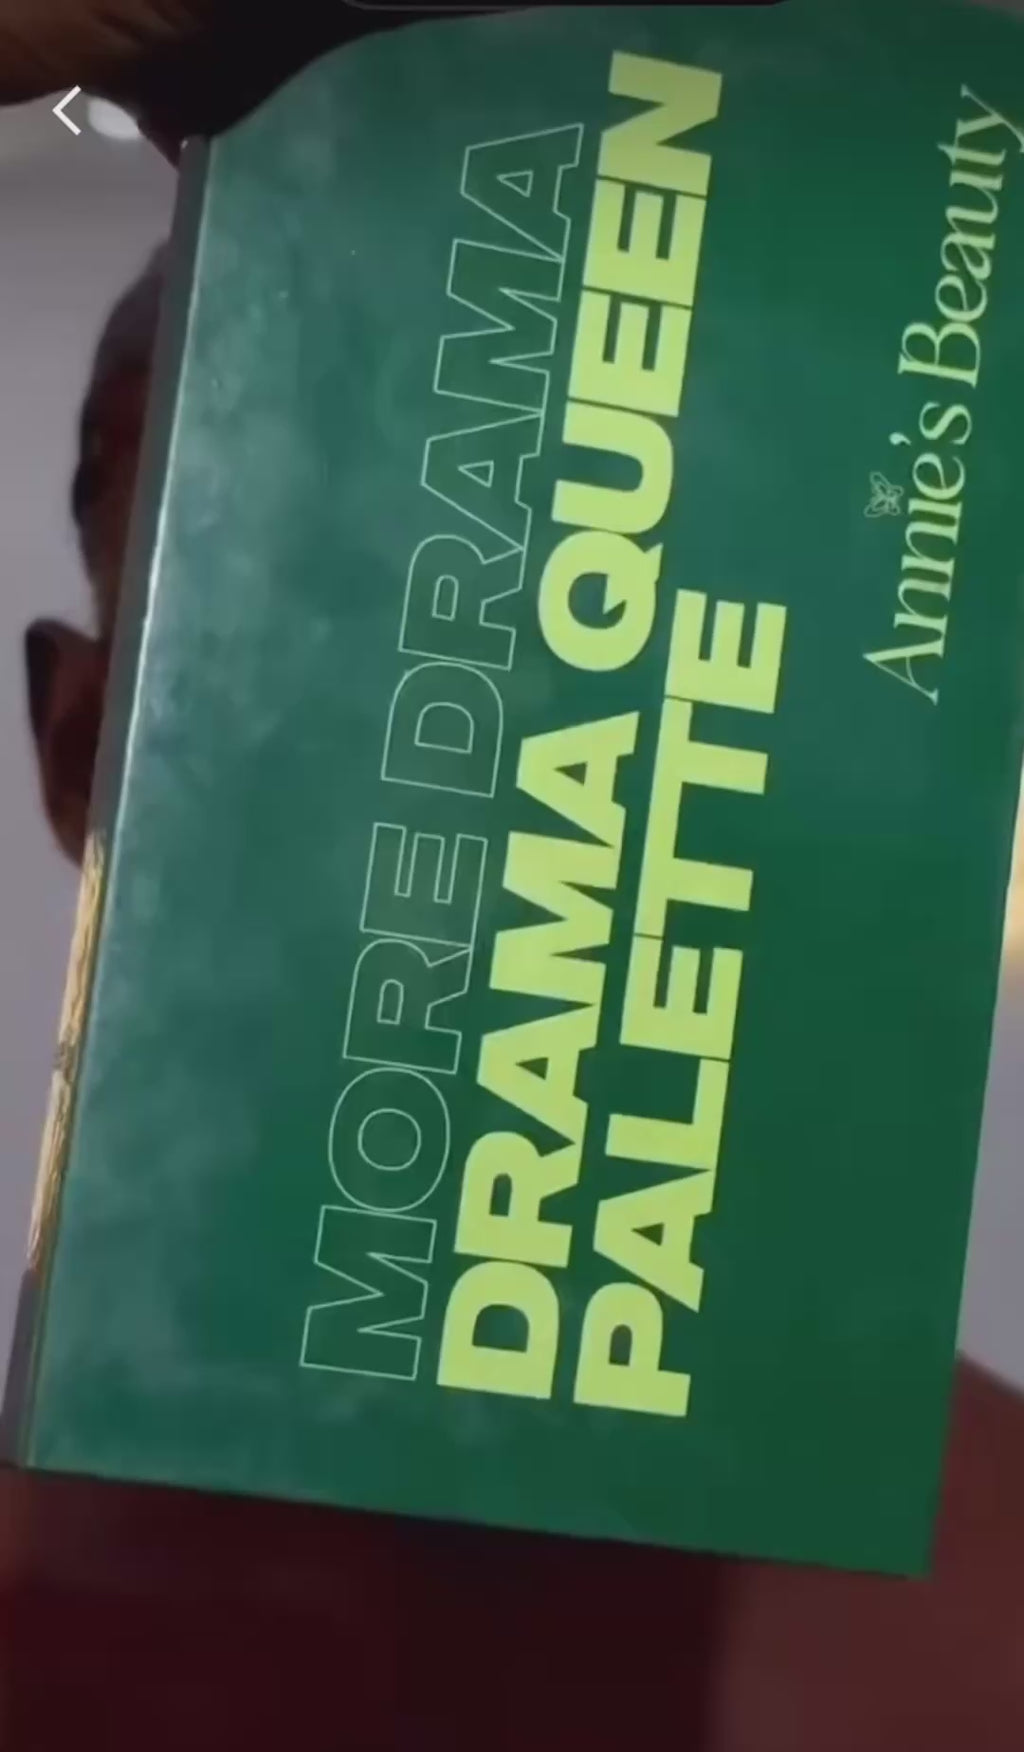 MORE DRAMA
DRAMA QUEEN
PALETTE
Annie's Beauty